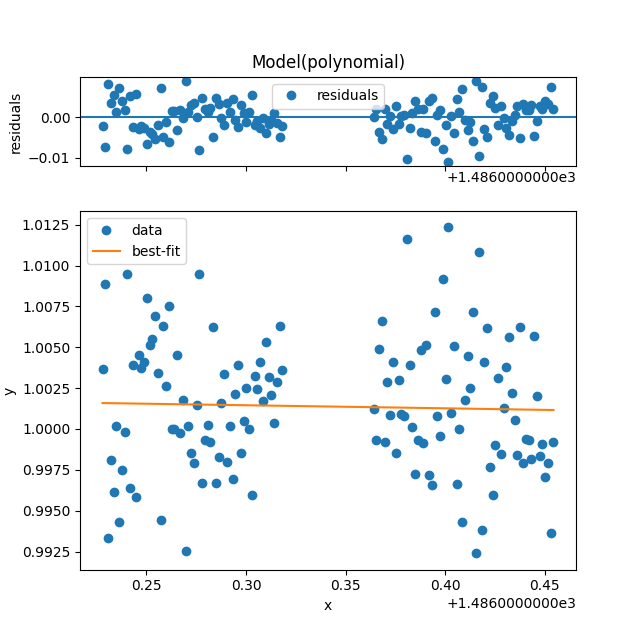 Model(polynomial)
residuals
0.00
−0.01
residuals
+1.4860000000e3
data
best-fit
y
1.0125
1.0100
1.0075
1.0050
1.0025
1.0000
0.9975
0.9950
0.9925
0.25
0.30
0.35
0.40
0.45
x
+1.4860000000e3